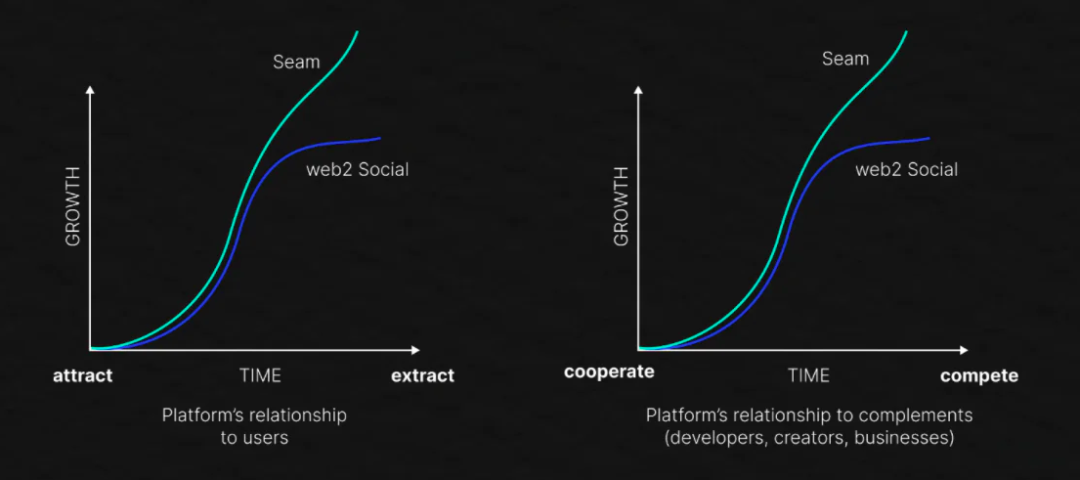 Seam
web2 Social
GROWTH
attract
TIME
extract
Platform's relationship
to users
Seam
web2 Social
GROWTH
cooperate
TIME
compete
Platform's relationship to complements
(developers, creators, businesses)